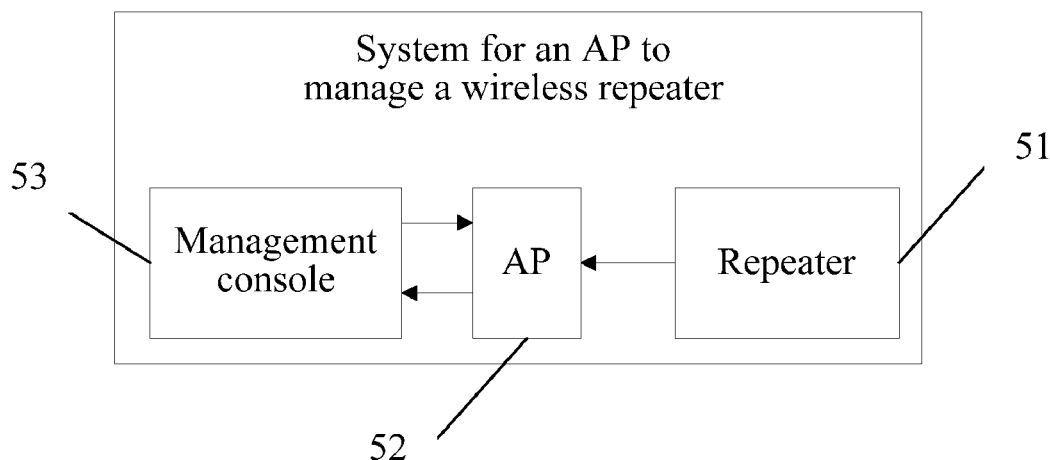 System for an AP to
manage a wireless repeater
53
51
Management
console
AP
Repeater
52